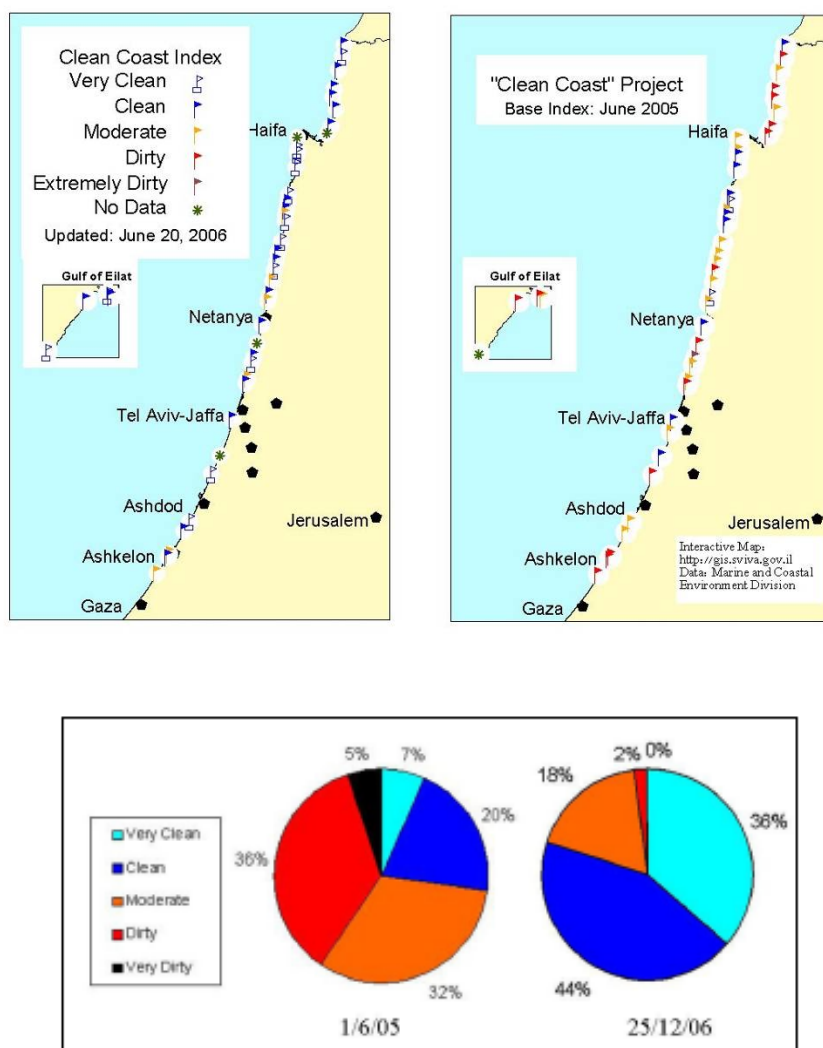 Clean Coast Index
Very Clean
Clean
Moderate
Dirty
Extremely Dirty
No Data
Updated: June 20, 2006
Haifa
Gulf of Eilat
Netanya
Tel Aviv-Jaffa
Ashdod
Jerusalem
Ashkelon
Gaza
"Clean Coast" Project
Base Index: June 2005
Haifa
Gulf of Eilat
Netanya
Tel Aviv-Jaffa
Ashdod
Jerusalem
Ashkelon
Interactive Map:
http://gis.sviva.gov.il
Data: Marine and Coastal
Environment Division
Gaza
Very Clean
Clean
Moderate
Dirty
Very Dirty
5%
7%
20%
36%
32%
1/6/05
2%
0%
18%
36%
44%
25/12/06